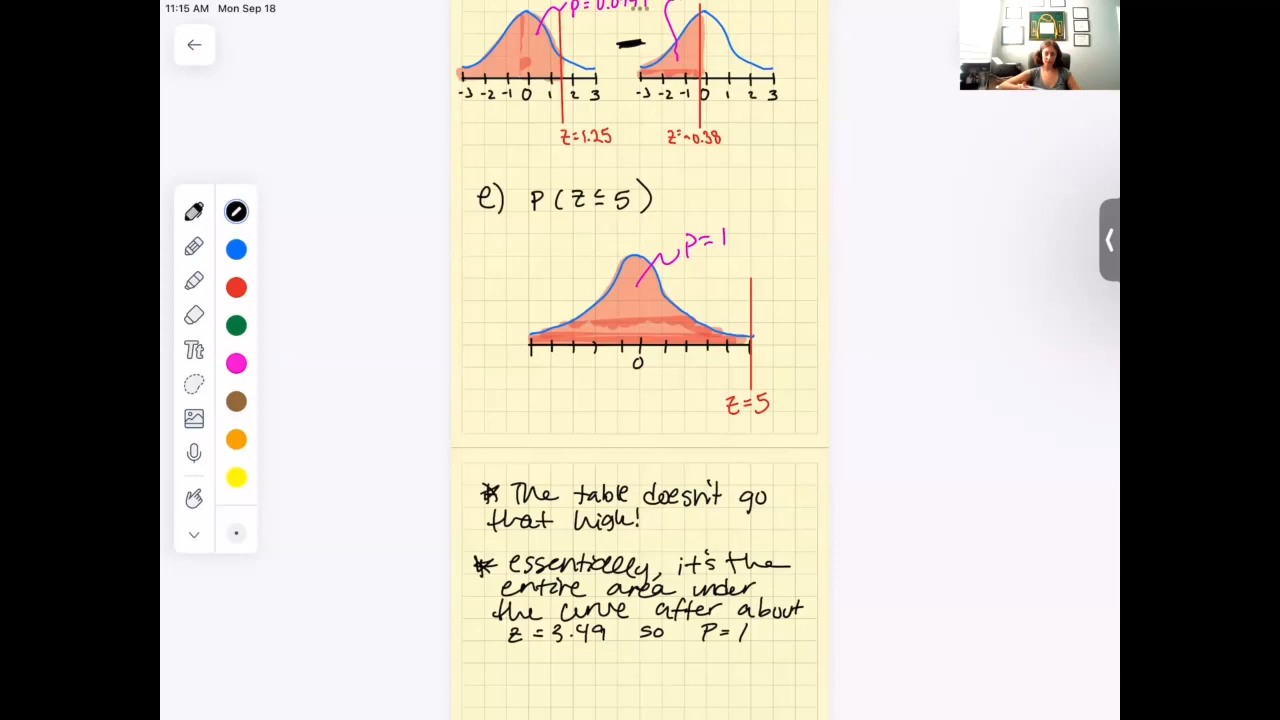 11:15 AM Mon Sep 18
-3 -2 -1 0 1 2 3
-3 -2 -1 0 1 2 3
z=1.25
z=-0.38
e) P(Z≤5)
P=1
0
z=5
Tt
* The table doesn't go
that high!
* essentially, it's the
entire area under
the curve after about
z = 3.49 so P=1